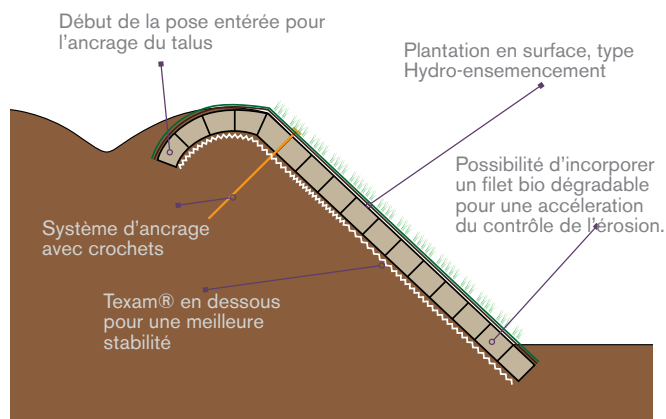 Début de la pose entérée pour
l'ancrage du talus
Plantation en surface, type
Hydro-ensemencement
Possibilité d'incorporer
un filet bio dégradable
pour une accéleration
du contrôle de l'érosion.
Système d'ancrage
avec crochets
Texam® en dessous
pour une meilleure
stabilité